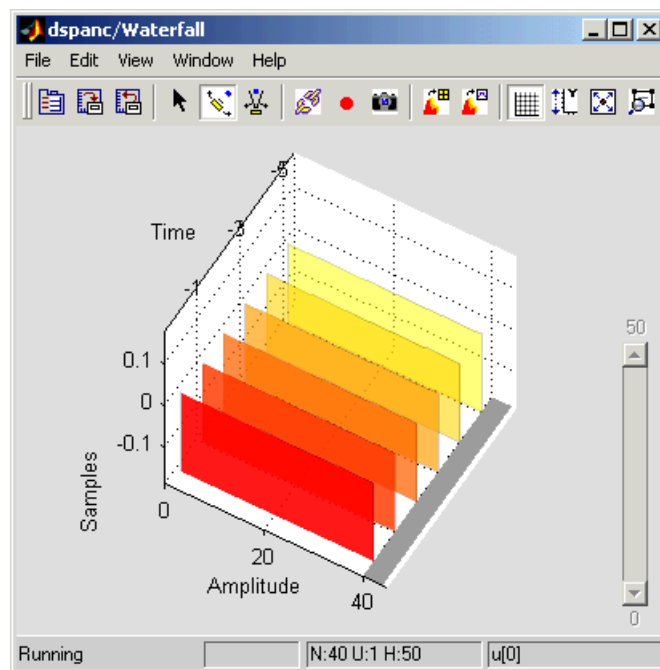 dspanc/Waterfall
File Edit View Window Help
-5
Time
-3
-1
50
0.1
0
-0.1
Samples
0
20
Amplitude
40
0
Running
N:40 U:1 H:50
u[0]